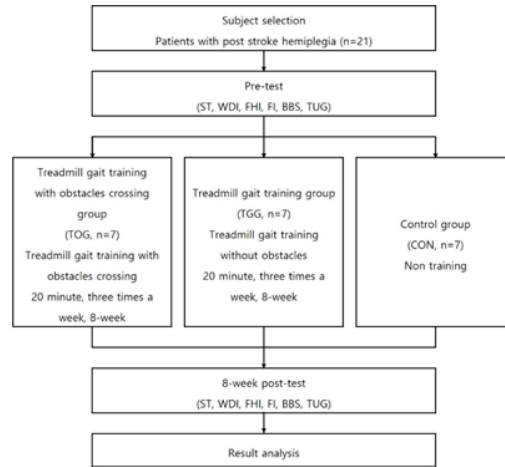 Subject selection
Patients with post stroke hemiplegia (n=21)
Pre-test
(ST, WDI, FHI, FI, BBS, TUG)
Treadmill gait training
with obstacles crossing
group
(TOG, n=7)
Treadmill gait training with
obstacles crossing
20 minute, three times a
week, 8-week
Treadmill gait training group
(TGG, n=7)
Treadmill gait training
without obstacles
20 minute, three times a
week, 8-week
Control group
(CON, n=7)
Non training
8-week post-test
(ST, WDI, FHI, FI, BBS, TUG)
Result analysis